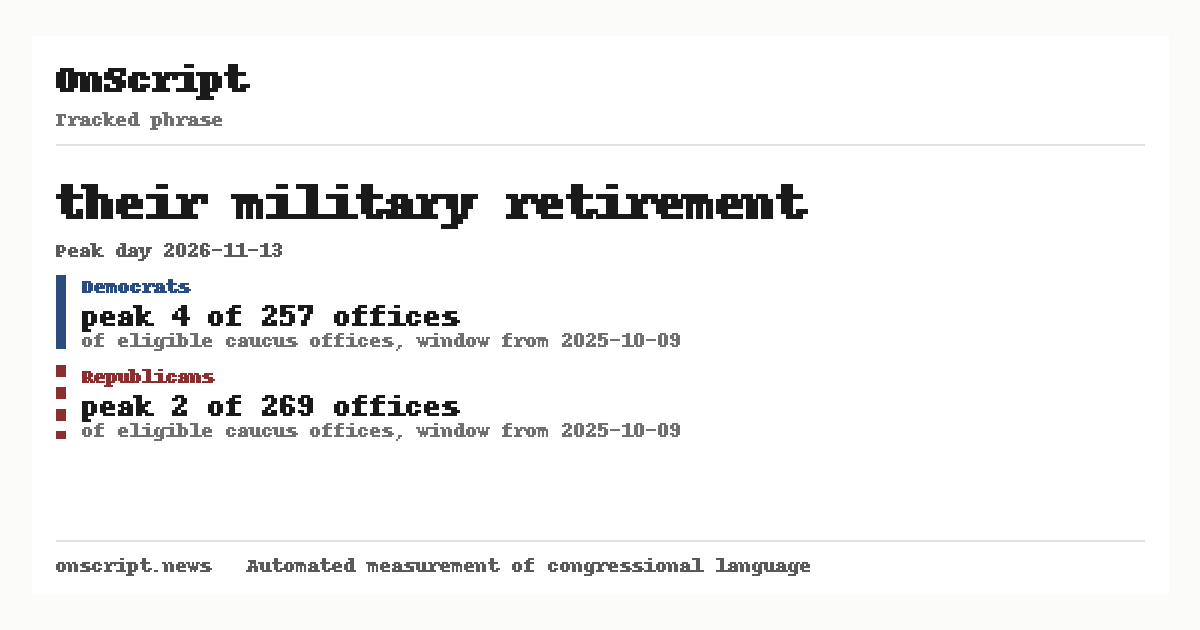 OnScript
Tracked phrase
their military retirement
Peak day 2026-11-13
Democrats
peak 4 of 257 offices
of eligible caucus offices, window from 2025-10-09
Republicans
peak 2 of 269 offices
of eligible caucus offices, window from 2025-10-09
onscript.news Automated measurement of congressional language